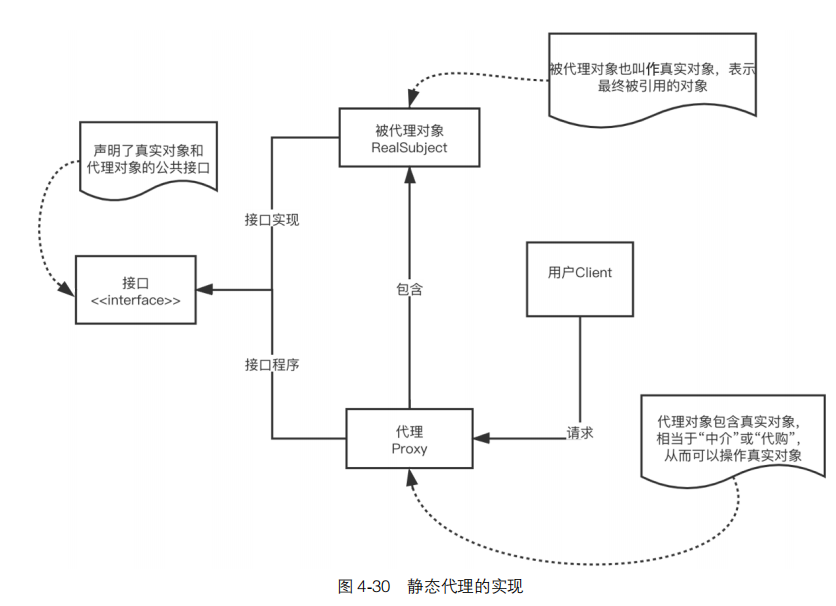 被代理对象也叫作真实对象，表示
最终被引用的对象
被代理对象
RealSubject
声明了真实对象和
代理对象的公共接口
接口实现
接口
<<interface>>
用户Client
包含
接口程序
代理
Proxy
请求
代理对象包含真实对象，
相当于“中介”或“代购”，
从而可以操作真实对象
图 4-30 静态代理的实现